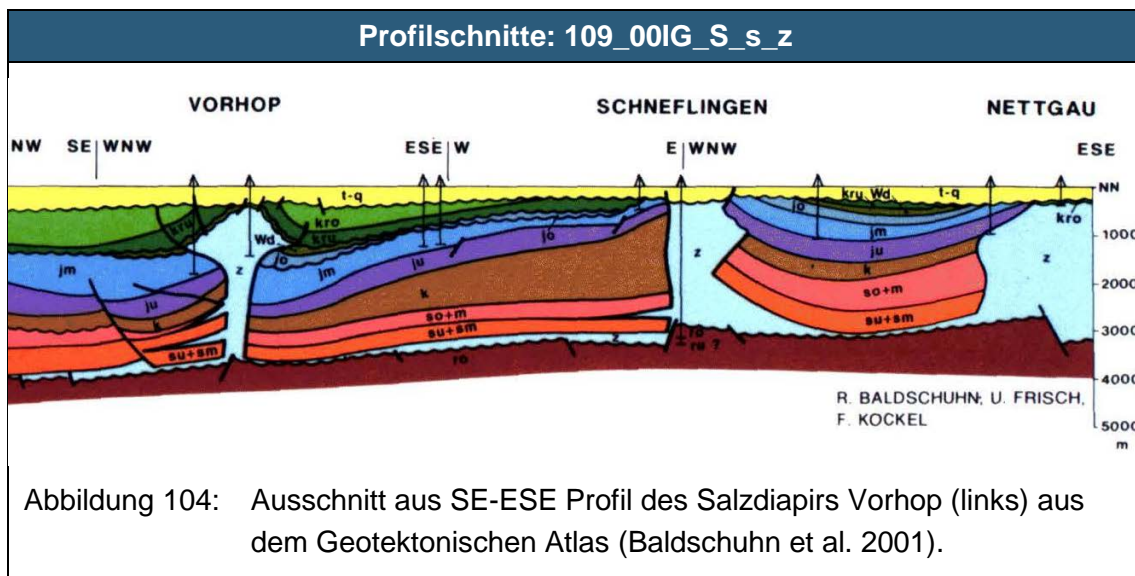 Profilschnitte: 109_00IG_S_s_z
VORHOP SCHNEFLINGEN NETTGAU
NW SE|WNW ESE|W E|WNW ESE
NN
t-q kru Wd t-q
kru kro
jo
Wd kru jo jm
1000
jm jo jm ju
z z z
ju ju k
k k so+m
2000
so+m su+sm
su+sm su+sm
3000
z ro
ru ?
ro
4000
R. BALDSCHUHN, U. FRISCH,
F. KOCKEL
5000
m
Abbildung 104: Ausschnitt aus SE-ESE Profil des Salzdiapirs Vorhop (links) aus
dem Geotektonischen Atlas (Baldschuhn et al. 2001).